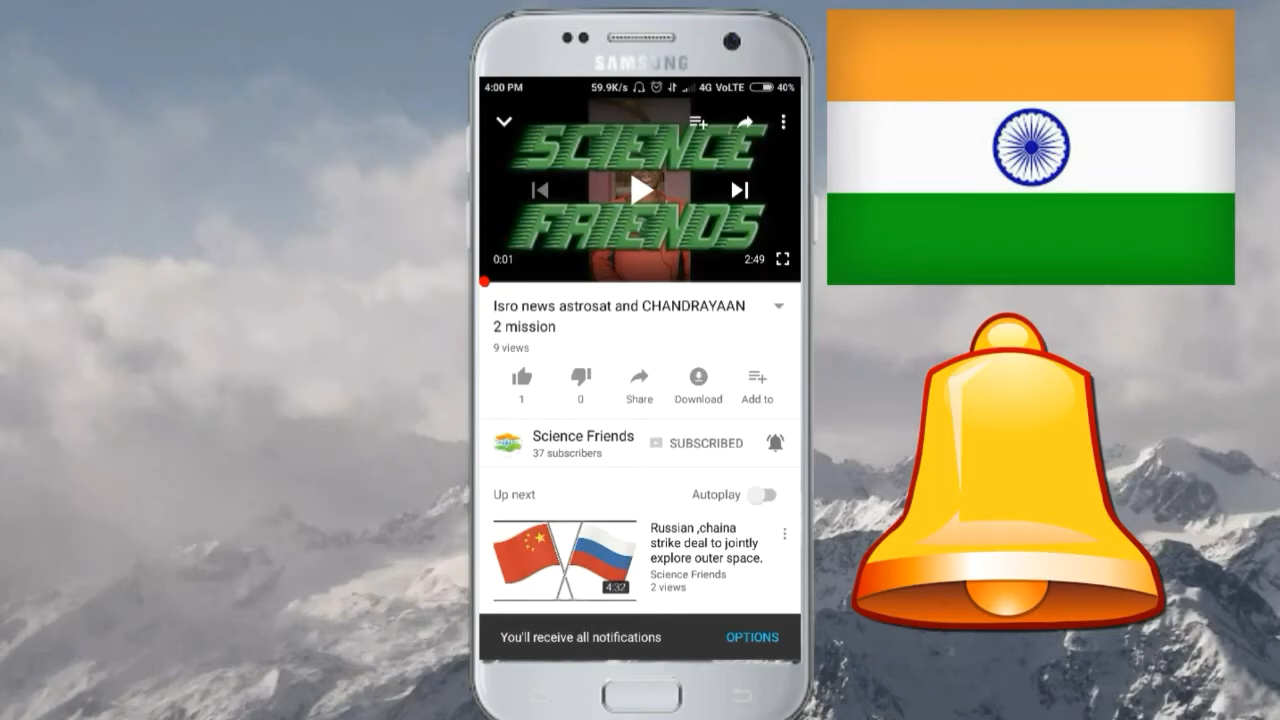 SAMSUNG
4:00 PM 59.9K/s 4G VoLTE 40%
SCIENCE
FRIENDS
0:01 2:49
Isro news astrosat and CHANDRAYAAN
2 mission
9 views
1 0 Share Download Add to
Science Friends SUBSCRIBED
37 subscribers
Up next Autoplay
Russian ,chaina
strike deal to jointly
explore outer space.
Science Friends
2 views
4:37
You'll receive all notifications OPTIONS